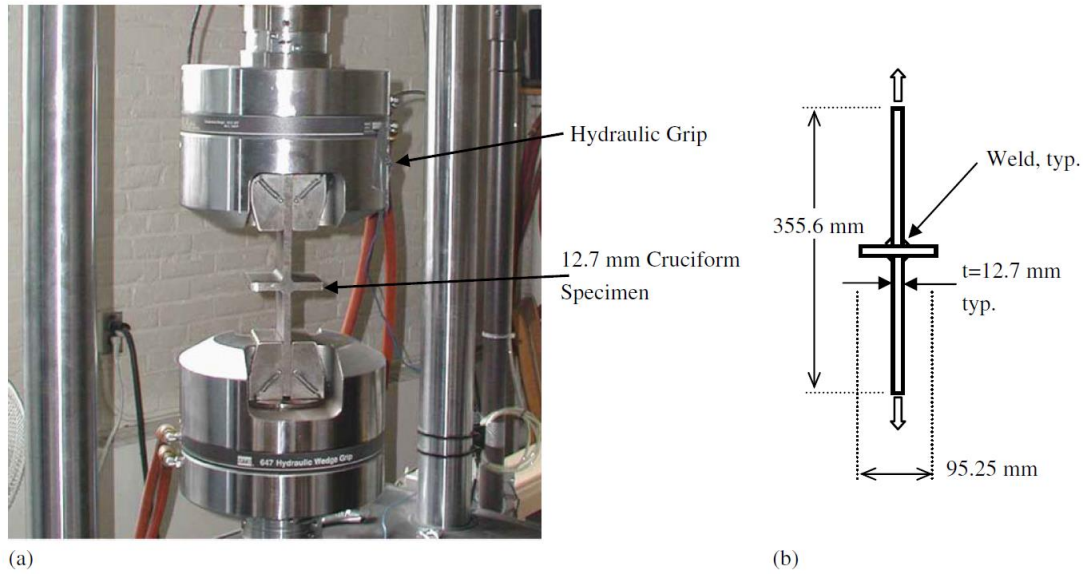 Hydraulic Grip
12.7 mm Cruciform
Specimen
647 Hydraulic Wedge Grip
(a)
Weld, typ.
355.6 mm
t=12.7 mm
typ.
95.25 mm
(b)